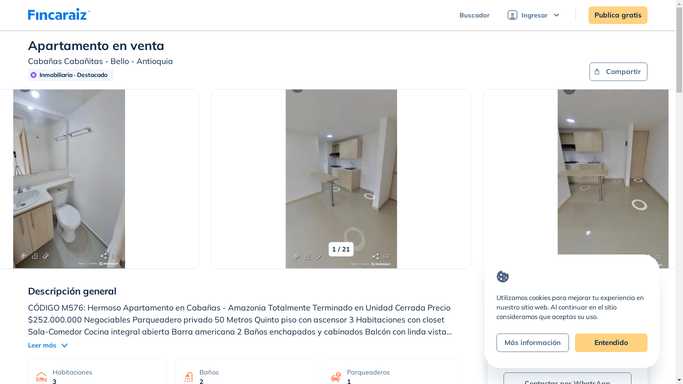 Fincaraiz
Buscador
Ingresar
Publica gratis
Apartamento en venta
Cabañas Cabañitas - Bello - Antioquia
Inmobiliaria - Destacado
Compartir
1 / 21
Descripción general
CÓDIGO M576: Hermoso Apartamento en Cabañas - Amazonia Totalmente Terminado en Unidad Cerrada Precio
$252.000.000 Negociables Parqueadero privado 50 Metros Quinto piso con ascensor 3 Habitaciones con closet
Sala-Comedor Cocina integral abierta Barra americana 2 Baños enchapados y cabinados Balcón con linda vista...
Leer más
Habitaciones
3
Baños
2
Parqueaderos
1
Utilizamos cookies para mejorar tu experiencia en
nuestro sitio web. Al continuar en el sitio
consideramos que aceptas su uso.
Más información
Entendido
Contactar por WhatsApp